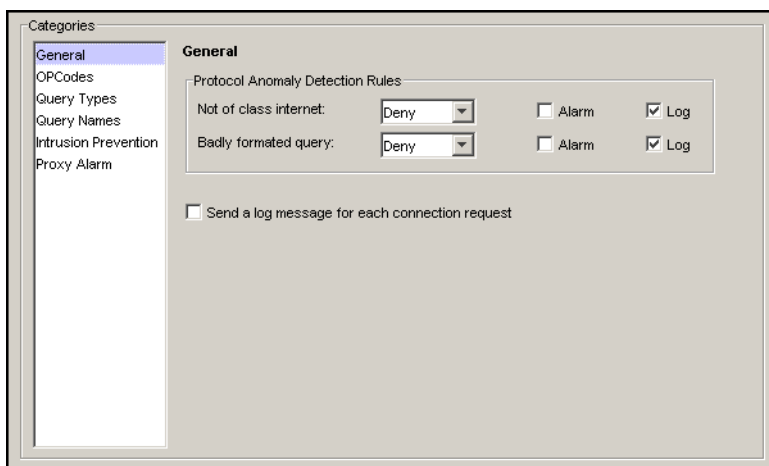 Categories
General
OPCodes
Query Types
Query Names
Intrusion Prevention
Proxy Alarm
General
Protocol Anomaly Detection Rules
Not of class internet: Deny Alarm Log
Badly formated query: Deny Alarm Log
Send a log message for each connection request